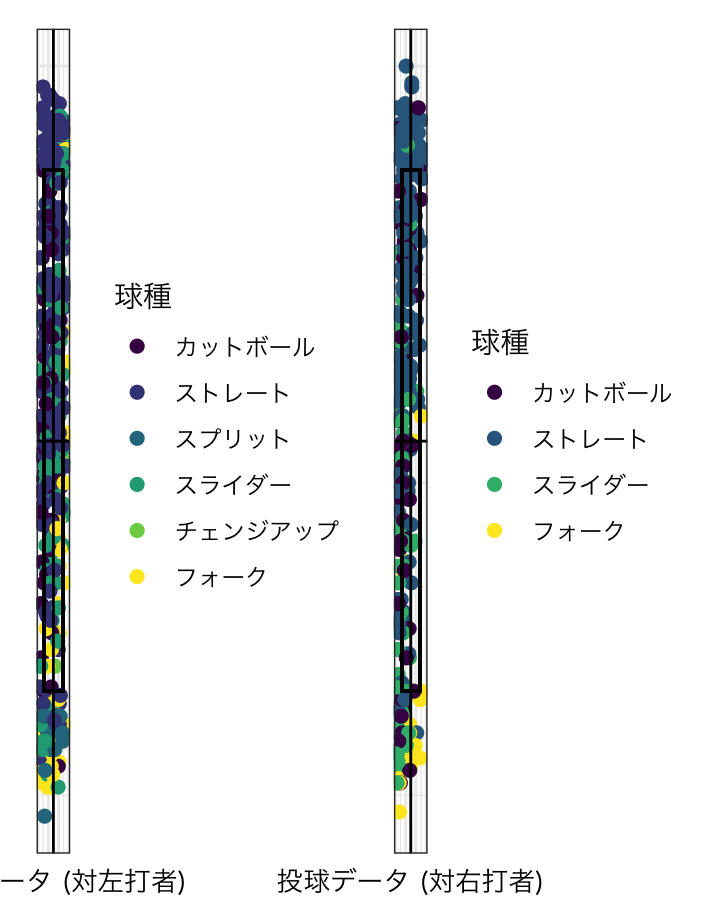 球種
カットボール
ストレート
スプリット
スライダー
チェンジアップ
フォーク
球種
カットボール
ストレート
スライダー
フォーク
ータ (対左打者)
投球データ (対右打者)